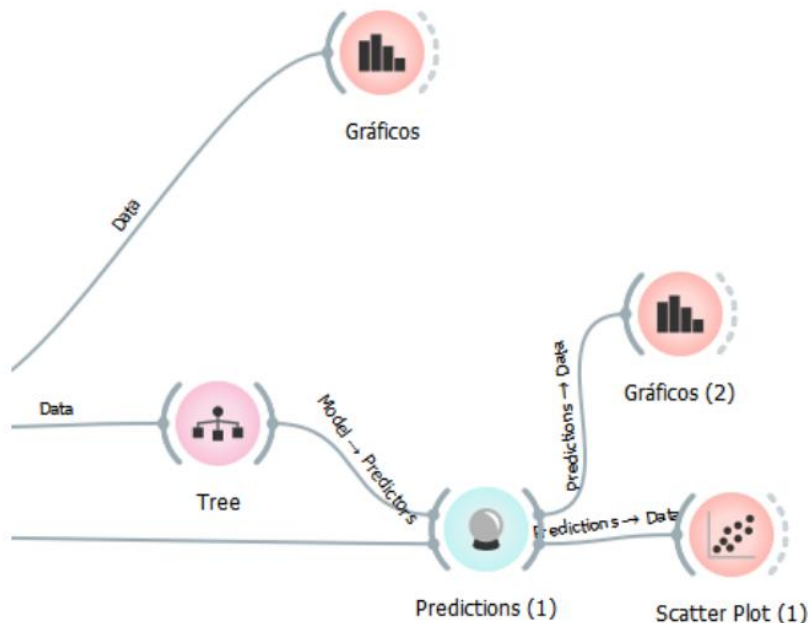 Gráficos
Data
Predictions → Data
Gráficos (2)
Data
Tree
Model → Predictors
Predictions → Data
Predictions (1)
Scatter Plot (1)